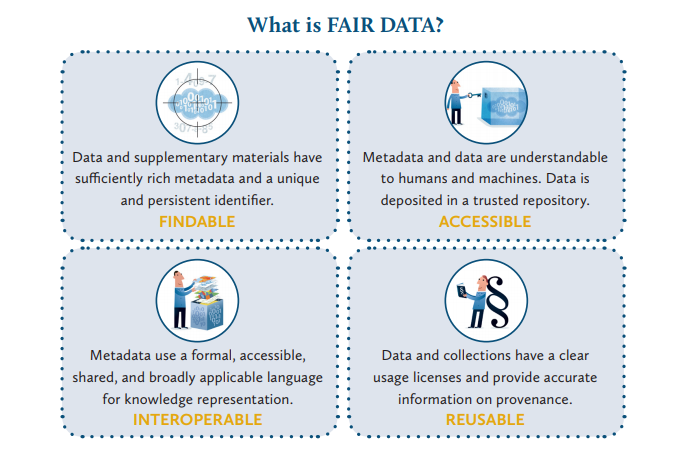 What is FAIR DATA?
Data and supplementary materials have
sufficiently rich metadata and a unique
and persistent identifier.
FINDABLE
Metadata and data are understandable
to humans and machines. Data is
deposited in a trusted repository.
ACCESSIBLE
Metadata use a formal, accessible,
shared, and broadly applicable language
for knowledge representation.
INTEROPERABLE
Data and collections have a clear
usage licenses and provide accurate
information on provenance.
REUSABLE